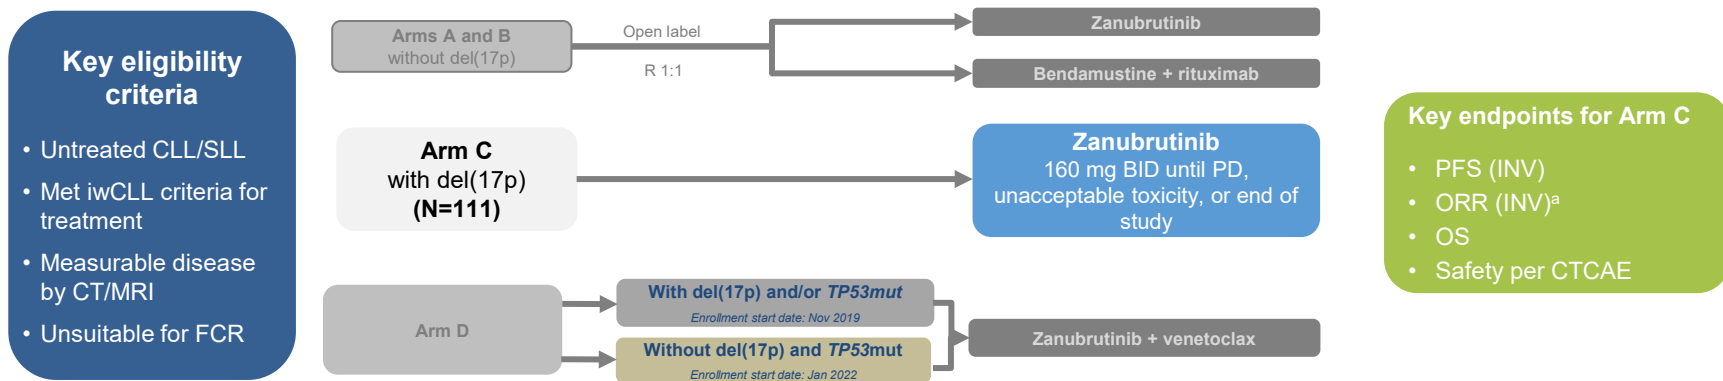 Key eligibility
criteria
• Untreated CLL/SLL
• Met iwCLL criteria for
treatment
• Measurable disease
by CT/MRI
• Unsuitable for FCR
Arms A and B
without del(17p)
Open label
R 1:1
Zanubrutinib
Bendamustine + rituximab
Arm C
with del(17p)
(N=111)
Zanubrutinib
160 mg BID until PD,
unacceptable toxicity, or end of
study
Arm D
With del(17p) and/or TP53mut
Enrollment start date: Nov 2019
Without del(17p) and TP53mut
Enrollment start date: Jan 2022
Zanubrutinib + venetoclax
Key endpoints for Arm C
• PFS (INV)
• ORR (INV)ᵃ
• OS
• Safety per CTCAE